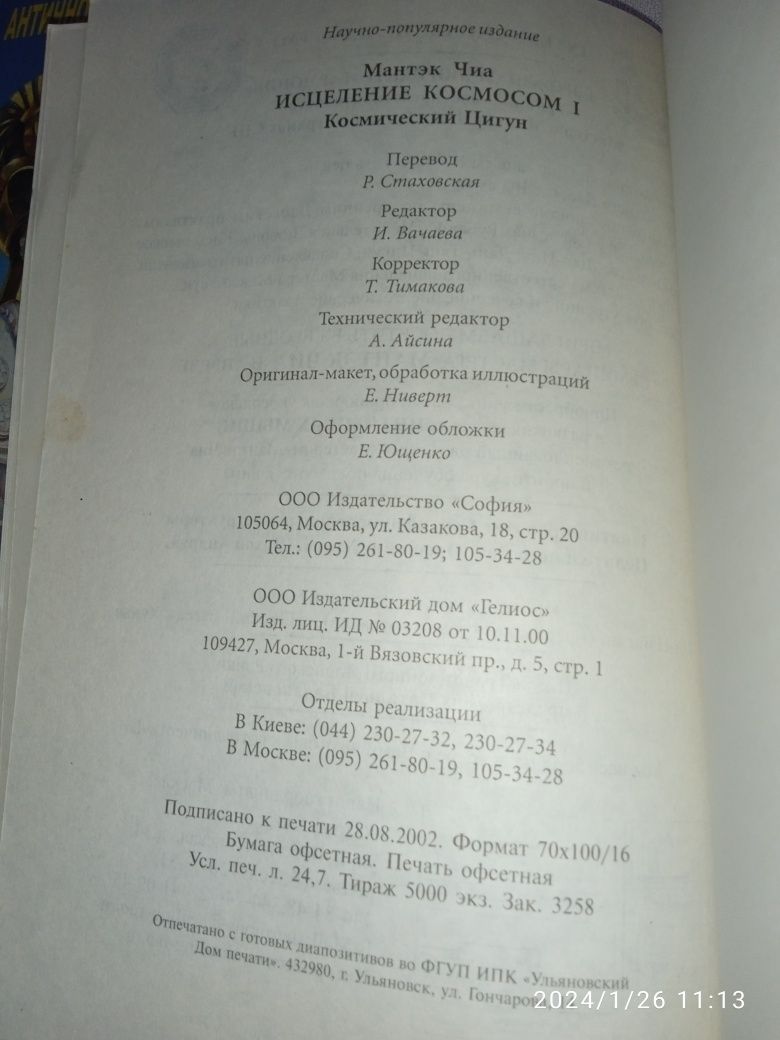 АНТИЧН
Научно-популярное издание
Мантэк Чиа
ИСЦЕЛЕНИЕ КОСМОСОМ I
Космический Цигун
Перевод
Р. Стаховская
Редактор
И. Вачаева
Корректор
Т. Тимакова
Технический редактор
А. Айсина
Оригинал-макет, обработка иллюстраций
Е. Ниверт
Оформление обложки
Е. Ющенко
ООО Издательство «София»
105064, Москва, ул. Казакова, 18, стр. 20
Тел.: (095) 261-80-19; 105-34-28
ООО Издательский дом «Гелиос»
Изд. лиц. ИД № 03208 от 10.11.00
109427, Москва, 1-й Вязовский пр., д. 5, стр. 1
Отделы реализации
В Киеве: (044) 230-27-32, 230-27-34
В Москве: (095) 261-80-19, 105-34-28
Подписано к печати 28.08.2002. Формат 70х100/16
Бумага офсетная. Печать офсетная
Усл. печ. л. 24,7. Тираж 5000 экз. Зак. 3258
Отпечатано с готовых диапозитивов во ФГУП ИПК «Ульяновский
Дом печати». 432980, г. Ульяновск, ул.
2024/1/26 11:13